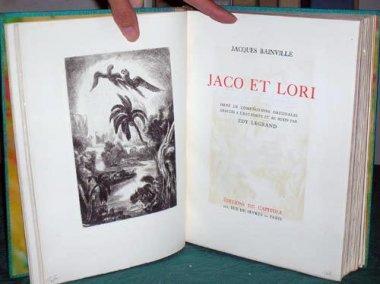 JACQUES BAINVILLE
JACO ET LORI
ORNÉ DE COMPOSITIONS ORIGINALES
GRAVÉES A L'EAU-FORTE ET AU BURIN PAR
EDY LEGRAND
EDITIONS DU CAPITOLE
RUE DE SÈVRES — PARIS